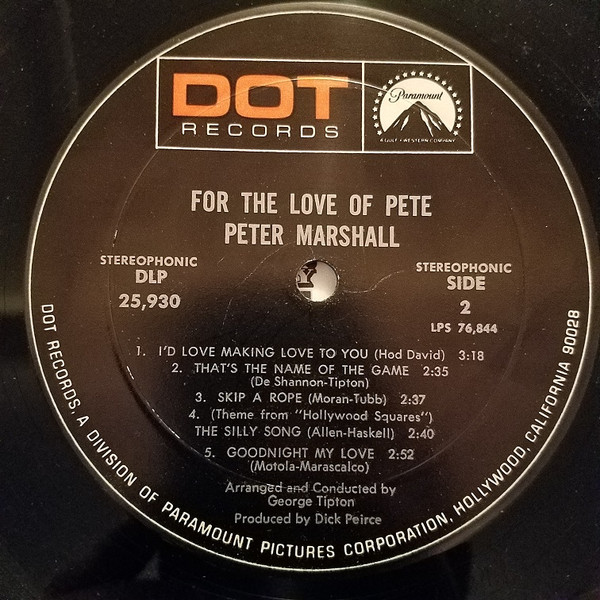 DOT
RECORDS
Paramount
A GULF + WESTERN COMPANY
FOR THE LOVE OF PETE
PETER MARSHALL
STEREOPHONIC
DLP
25,930
STEREOPHONIC
SIDE
2
LPS 76,844
1. I'D LOVE MAKING LOVE TO YOU (Hod David) 3:18
2. THAT'S THE NAME OF THE GAME 2:35
(De Shannon-Tipton)
3. SKIP A ROPE (Moran-Tubb) 2:37
4. (Theme from "Hollywood Squares")
THE SILLY SONG (Allen-Haskell) 2:40
5. GOODNIGHT MY LOVE 2:52
(Motola-Marascalco)
Arranged and Conducted by
George Tipton
Produced by Dick Peirce
DOT RECORDS, A DIVISION OF PARAMOUNT PICTURES CORPORATION, HOLLYWOOD, CALIFORNIA 90028